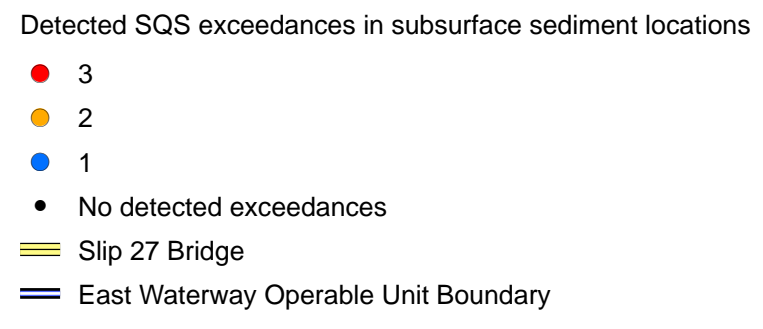 Detected SQS exceedances in subsurface sediment locations
3
2
1
No detected exceedances
Slip 27 Bridge
East Waterway Operable Unit Boundary